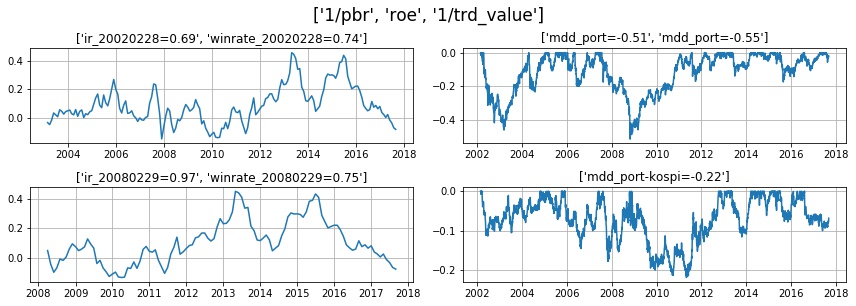 ['1/pbr', 'roe', '1/trd_value']
['ir_20020228=0.69', 'winrate_20020228=0.74']
0.4
0.2
0.0
2004 2006 2008 2010 2012 2014 2016 2018
['mdd_port=-0.51', 'mdd_port=-0.55']
0.0
−0.2
−0.4
2002 2004 2006 2008 2010 2012 2014 2016 2018
['ir_20080229=0.97', 'winrate_20080229=0.75']
0.4
0.2
0.0
2008 2009 2010 2011 2012 2013 2014 2015 2016 2017 2018
['mdd_port-kospi=-0.22']
0.0
−0.1
−0.2
2002 2004 2006 2008 2010 2012 2014 2016 2018